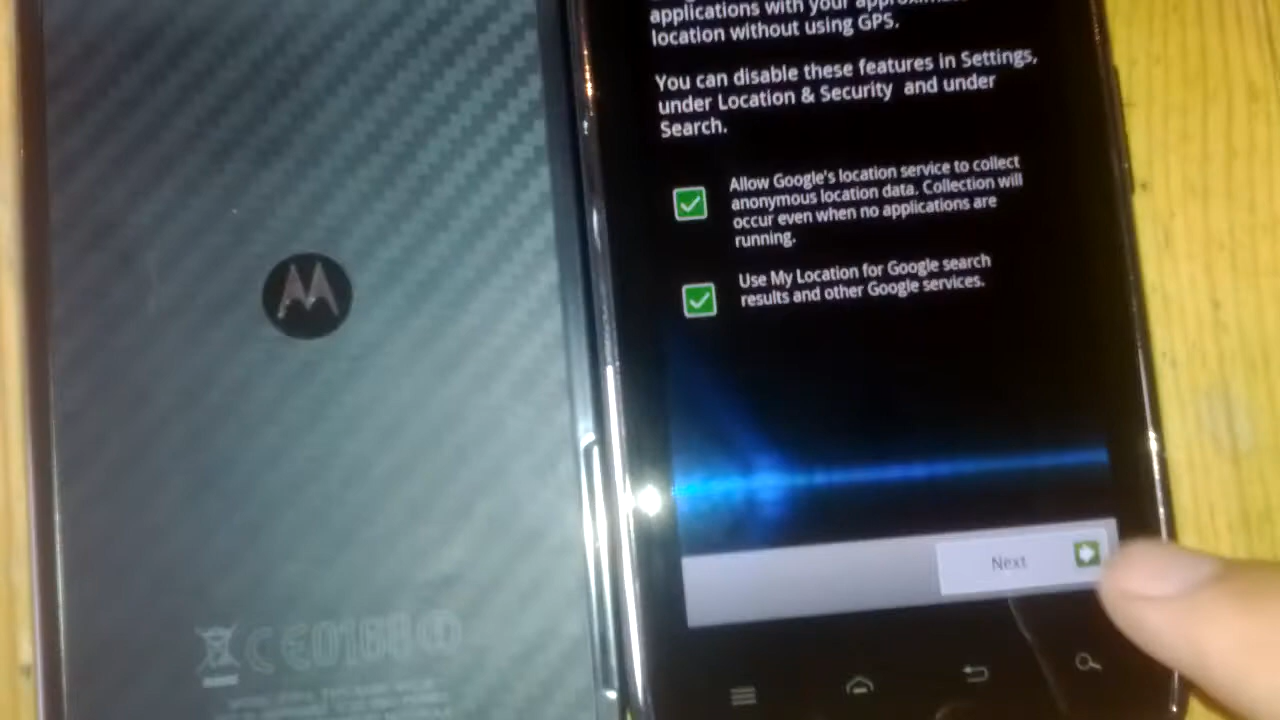 applications with your approximate
location without using GPS.
You can disable these features in Settings,
under Location & Security and under
Search.
Allow Google's location service to collect
anonymous location data. Collection will
occur even when no applications are
running.
Use My Location for Google search
results and other Google services.
Next
CE0168